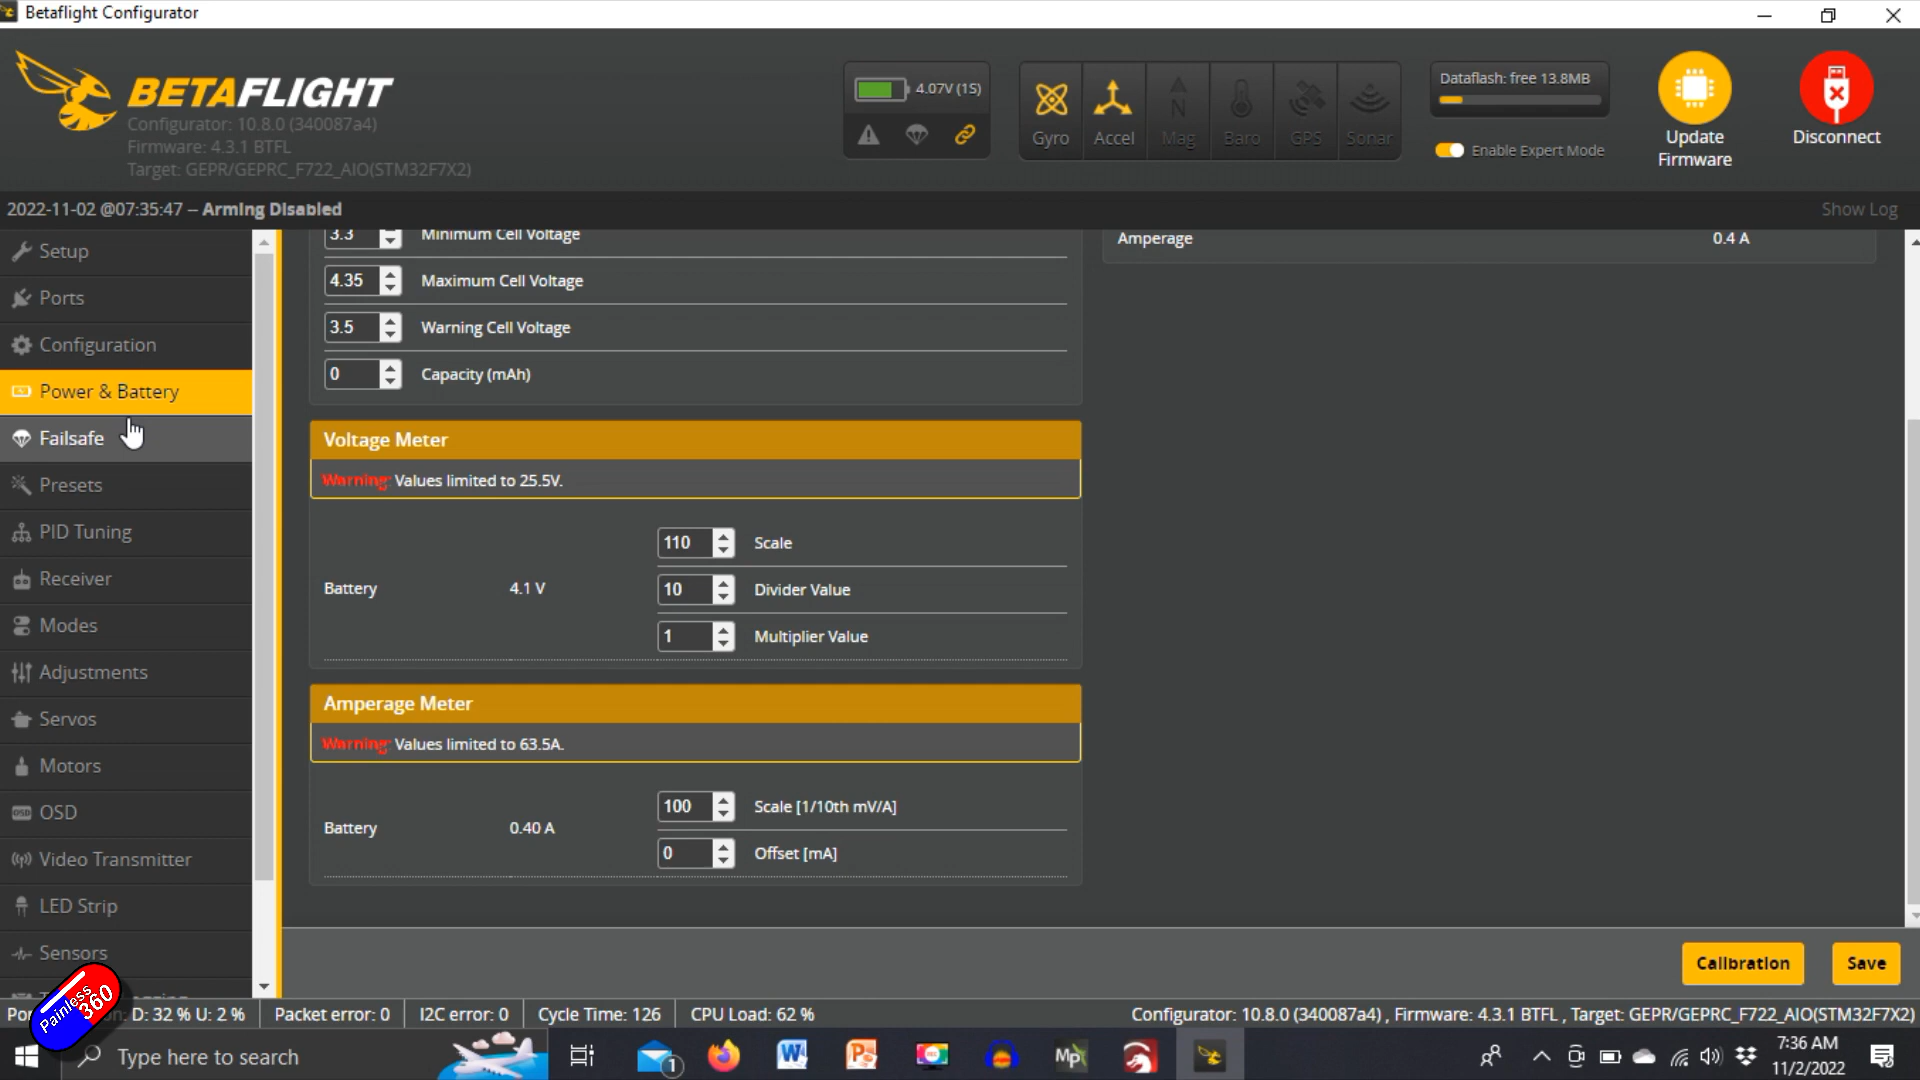 Betaflight Configurator
BETAFLIGHT
Configurator: 10.8.0 (340087a4)
Firmware: 4.3.1 BTFL
Target: GEPR/GEPRC_F722_AIO(STM32F7X2)
4.07V (1S)
Gyro
Accel
Mag
Baro
GPS
Sonar
Dataflash: free 13.8MB
Enable Expert Mode
Update
Firmware
Disconnect
2022-11-02 @07:35:47 -- Arming Disabled
Show Log
Setup
Ports
Configuration
Power & Battery
Failsafe
Presets
PID Tuning
Receiver
Modes
Adjustments
Servos
Motors
OSD
Video Transmitter
LED Strip
Sensors
3.3 Minimum Cell Voltage
4.35 Maximum Cell Voltage
3.5 Warning Cell Voltage
0 Capacity (mAh)
Amperage 0.4 A
Voltage Meter
Warning: Values limited to 25.5V.
110 Scale
Battery 4.1 V 10 Divider Value
1 Multiplier Value
Amperage Meter
Warning: Values limited to 63.5A.
100 Scale [1/10th mV/A]
Battery 0.40 A
0 Offset [mA]
Calibration
Save
Painless
360
D: 32 % U: 2 % Packet error: 0 I2C error: 0 Cycle Time: 126 CPU Load: 62 %
Configurator: 10.8.0 (340087a4) , Firmware: 4.3.1 BTFL , Target: GEPR/GEPRC_F722_AIO(STM32F7X2)
Type here to search
1
7:36 AM
11/2/2022